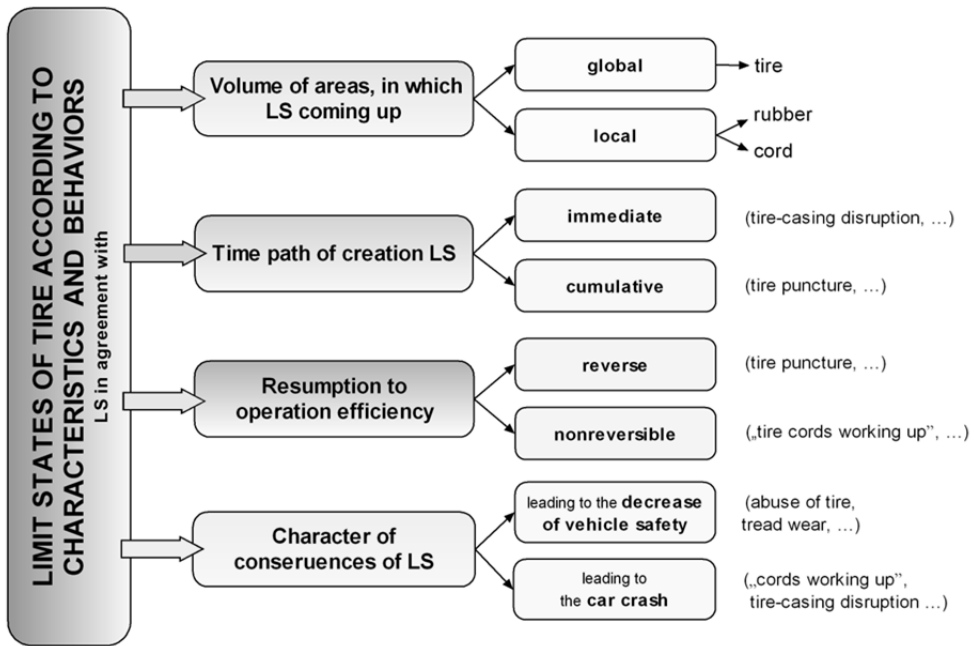 LIMIT STATES OF TIRE ACCORDING TO
CHARACTERISTICS AND BEHAVIORS
LS in agreement with
Volume of areas, in which
LS coming up
global
tire
local
rubber
cord
Time path of creation LS
immediate
(tire-casing disruption, ...)
cumulative
(tire puncture, ...)
Resumption to
operation efficiency
reverse
(tire puncture, ...)
nonreversible
(„tire cords working up”, ...)
Character of
conseruences of LS
leading to the decrease
of vehicle safety
(abuse of tire,
tread wear, ...)
leading to
the car crash
(„cords working up”,
tire-casing disruption ...)